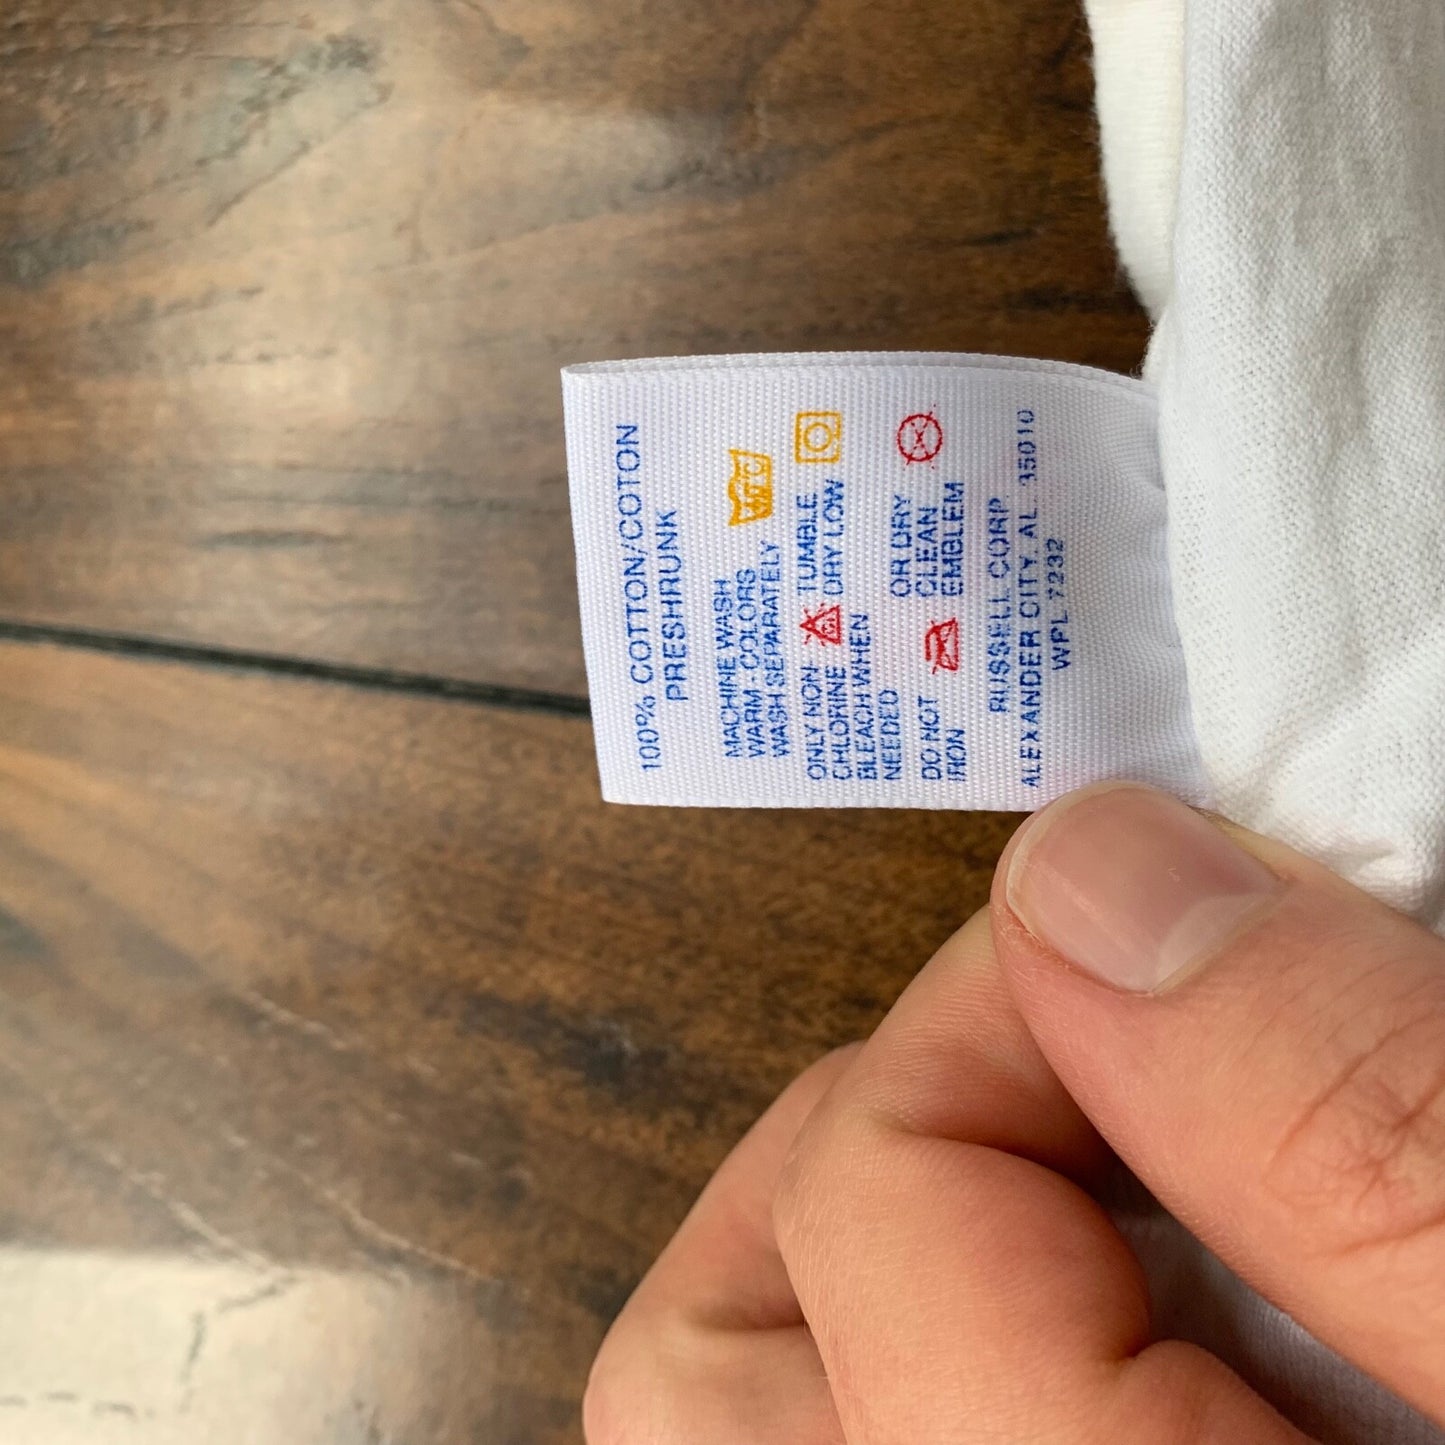 100% COTTON/COTON
PRESHRUNK
MACHINE WASH
WARM - COLORS
WASH SEPARATELY
ONLY NON
CHLORINE
BLEACH WHEN
NEEDED
TUMBLE
DRY LOW
DO NOT
IRON
OR DRY
CLEAN
EMBLEM
RUSSELL CORP.
ALEXANDER CITY, AL. 35010
WPL 7232